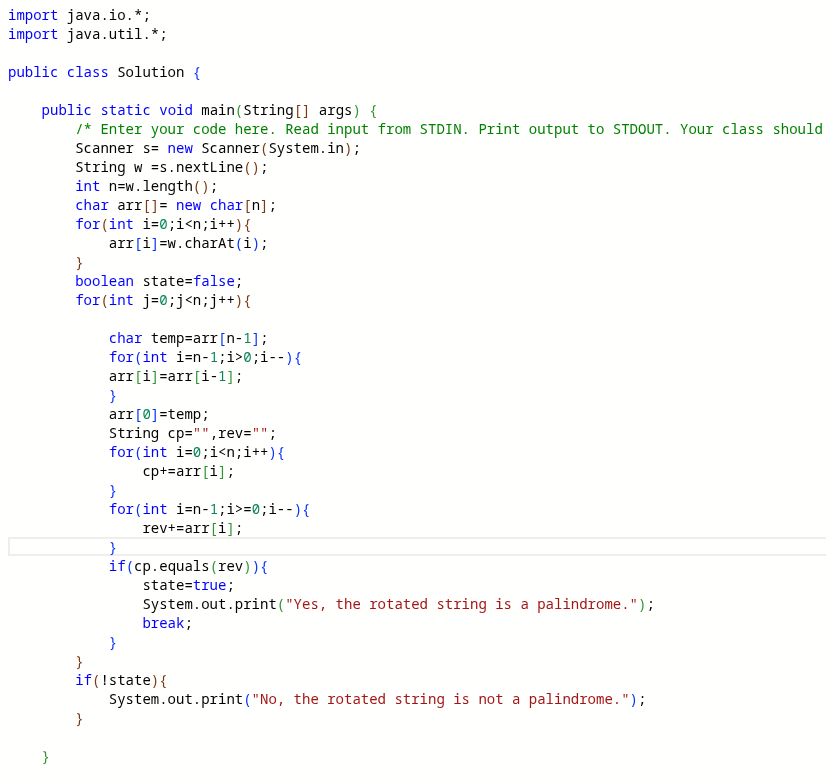 import java.io.*;
import java.util.*;

public class Solution {

    public static void main(String[] args) {
        /* Enter your code here. Read input from STDIN. Print output to STDOUT. Your class should
        Scanner s= new Scanner(System.in);
        String w =s.nextLine();
        int n=w.length();
        char arr[]= new char[n];
        for(int i=0;i<n;i++){
            arr[i]=w.charAt(i);
        }
        boolean state=false;
        for(int j=0;j<n;j++){

            char temp=arr[n-1];
            for(int i=n-1;i>0;i--){
            arr[i]=arr[i-1];
            }
            arr[0]=temp;
            String cp="",rev="";
            for(int i=0;i<n;i++){
                cp+=arr[i];
            }
            for(int i=n-1;i>=0;i--){
                rev+=arr[i];
            }
            if(cp.equals(rev)){
                state=true;
                System.out.print("Yes, the rotated string is a palindrome.");
                break;
            }
        }
        if(!state){
            System.out.print("No, the rotated string is not a palindrome.");
        }

    }